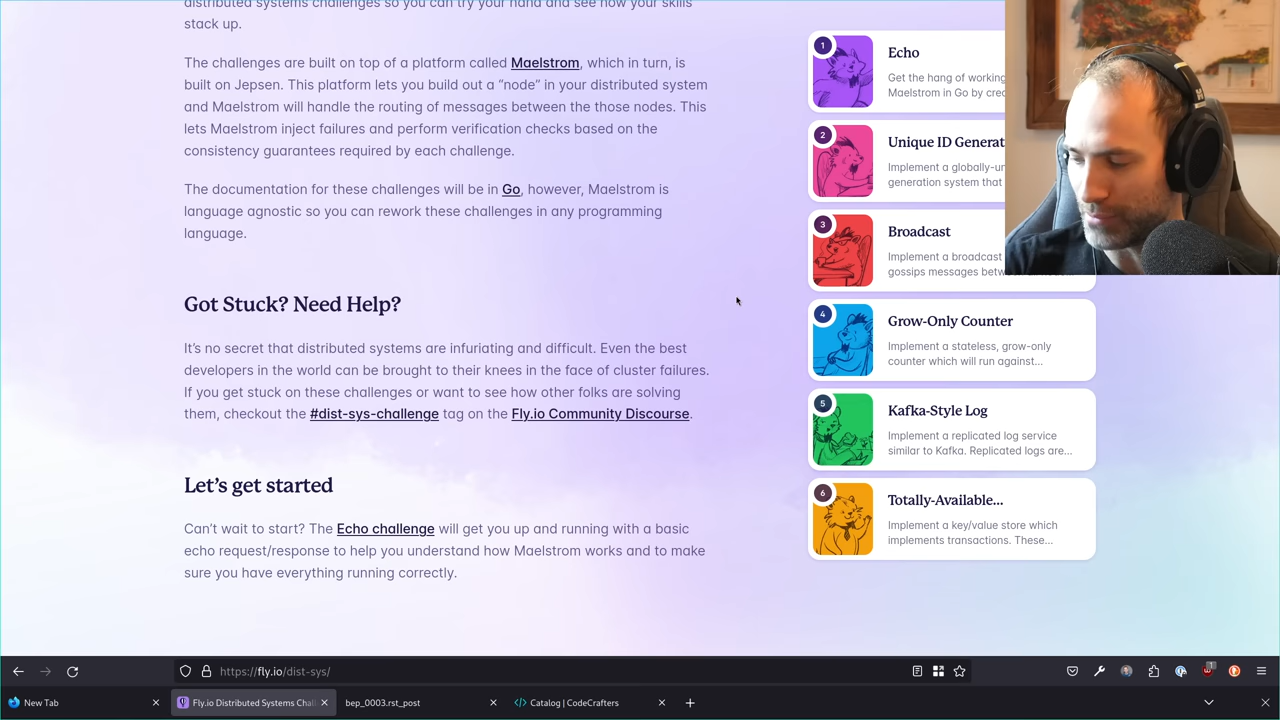 distributed systems challenges so you can try your hand and see how your skills
stack up.
The challenges are built on top of a platform called Maelstrom, which in turn, is
built on Jepsen. This platform lets you build out a “node” in your distributed system
and Maelstrom will handle the routing of messages between the those nodes. This
lets Maelstrom inject failures and perform verification checks based on the
consistency guarantees required by each challenge.
The documentation for these challenges will be in Go, however, Maelstrom is
language agnostic so you can rework these challenges in any programming
language.
Got Stuck? Need Help?
It’s no secret that distributed systems are infuriating and difficult. Even the best
developers in the world can be brought to their knees in the face of cluster failures.
If you get stuck on these challenges or want to see how other folks are solving
them, checkout the #dist-sys-challenge tag on the Fly.io Community Discourse.
Let’s get started
Can’t wait to start? The Echo challenge will get you up and running with a basic
echo request/response to help you understand how Maelstrom works and to make
sure you have everything running correctly.
1
Echo
Get the hang of working
Maelstrom in Go by
2
Unique ID
Implement a
generation system that
3
Broadcast
Implement a broadcast
gossips messages
4
Grow-Only Counter
Implement a stateless, grow-only
counter which will run against...
5
Kafka-Style Log
Implement a replicated log service
similar to Kafka. Replicated logs are...
6
Totally-Available...
Implement a key/value store which
implements transactions. These...
https://fly.io/dist-sys/
1
New Tab
Fly.io Distributed Systems Chall
bep_0003.rst_post
Catalog | CodeCrafters